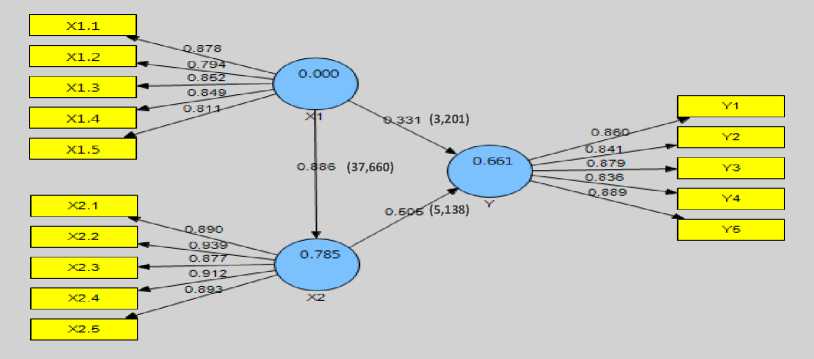 X1.1
X1.2
X1.3
X1.4
X1.5
0.878
0.794
0.852
0.849
0.811
0.000
X1
0.331 (3,201)
0.886 (37,660)
0.661
Y
0.505 (5,138)
0.785
X2
X2.1
X2.2
X2.3
X2.4
X2.5
0.890
0.939
0.877
0.912
0.893
0.860
0.841
0.879
0.836
0.889
Y1
Y2
Y3
Y4
Y5